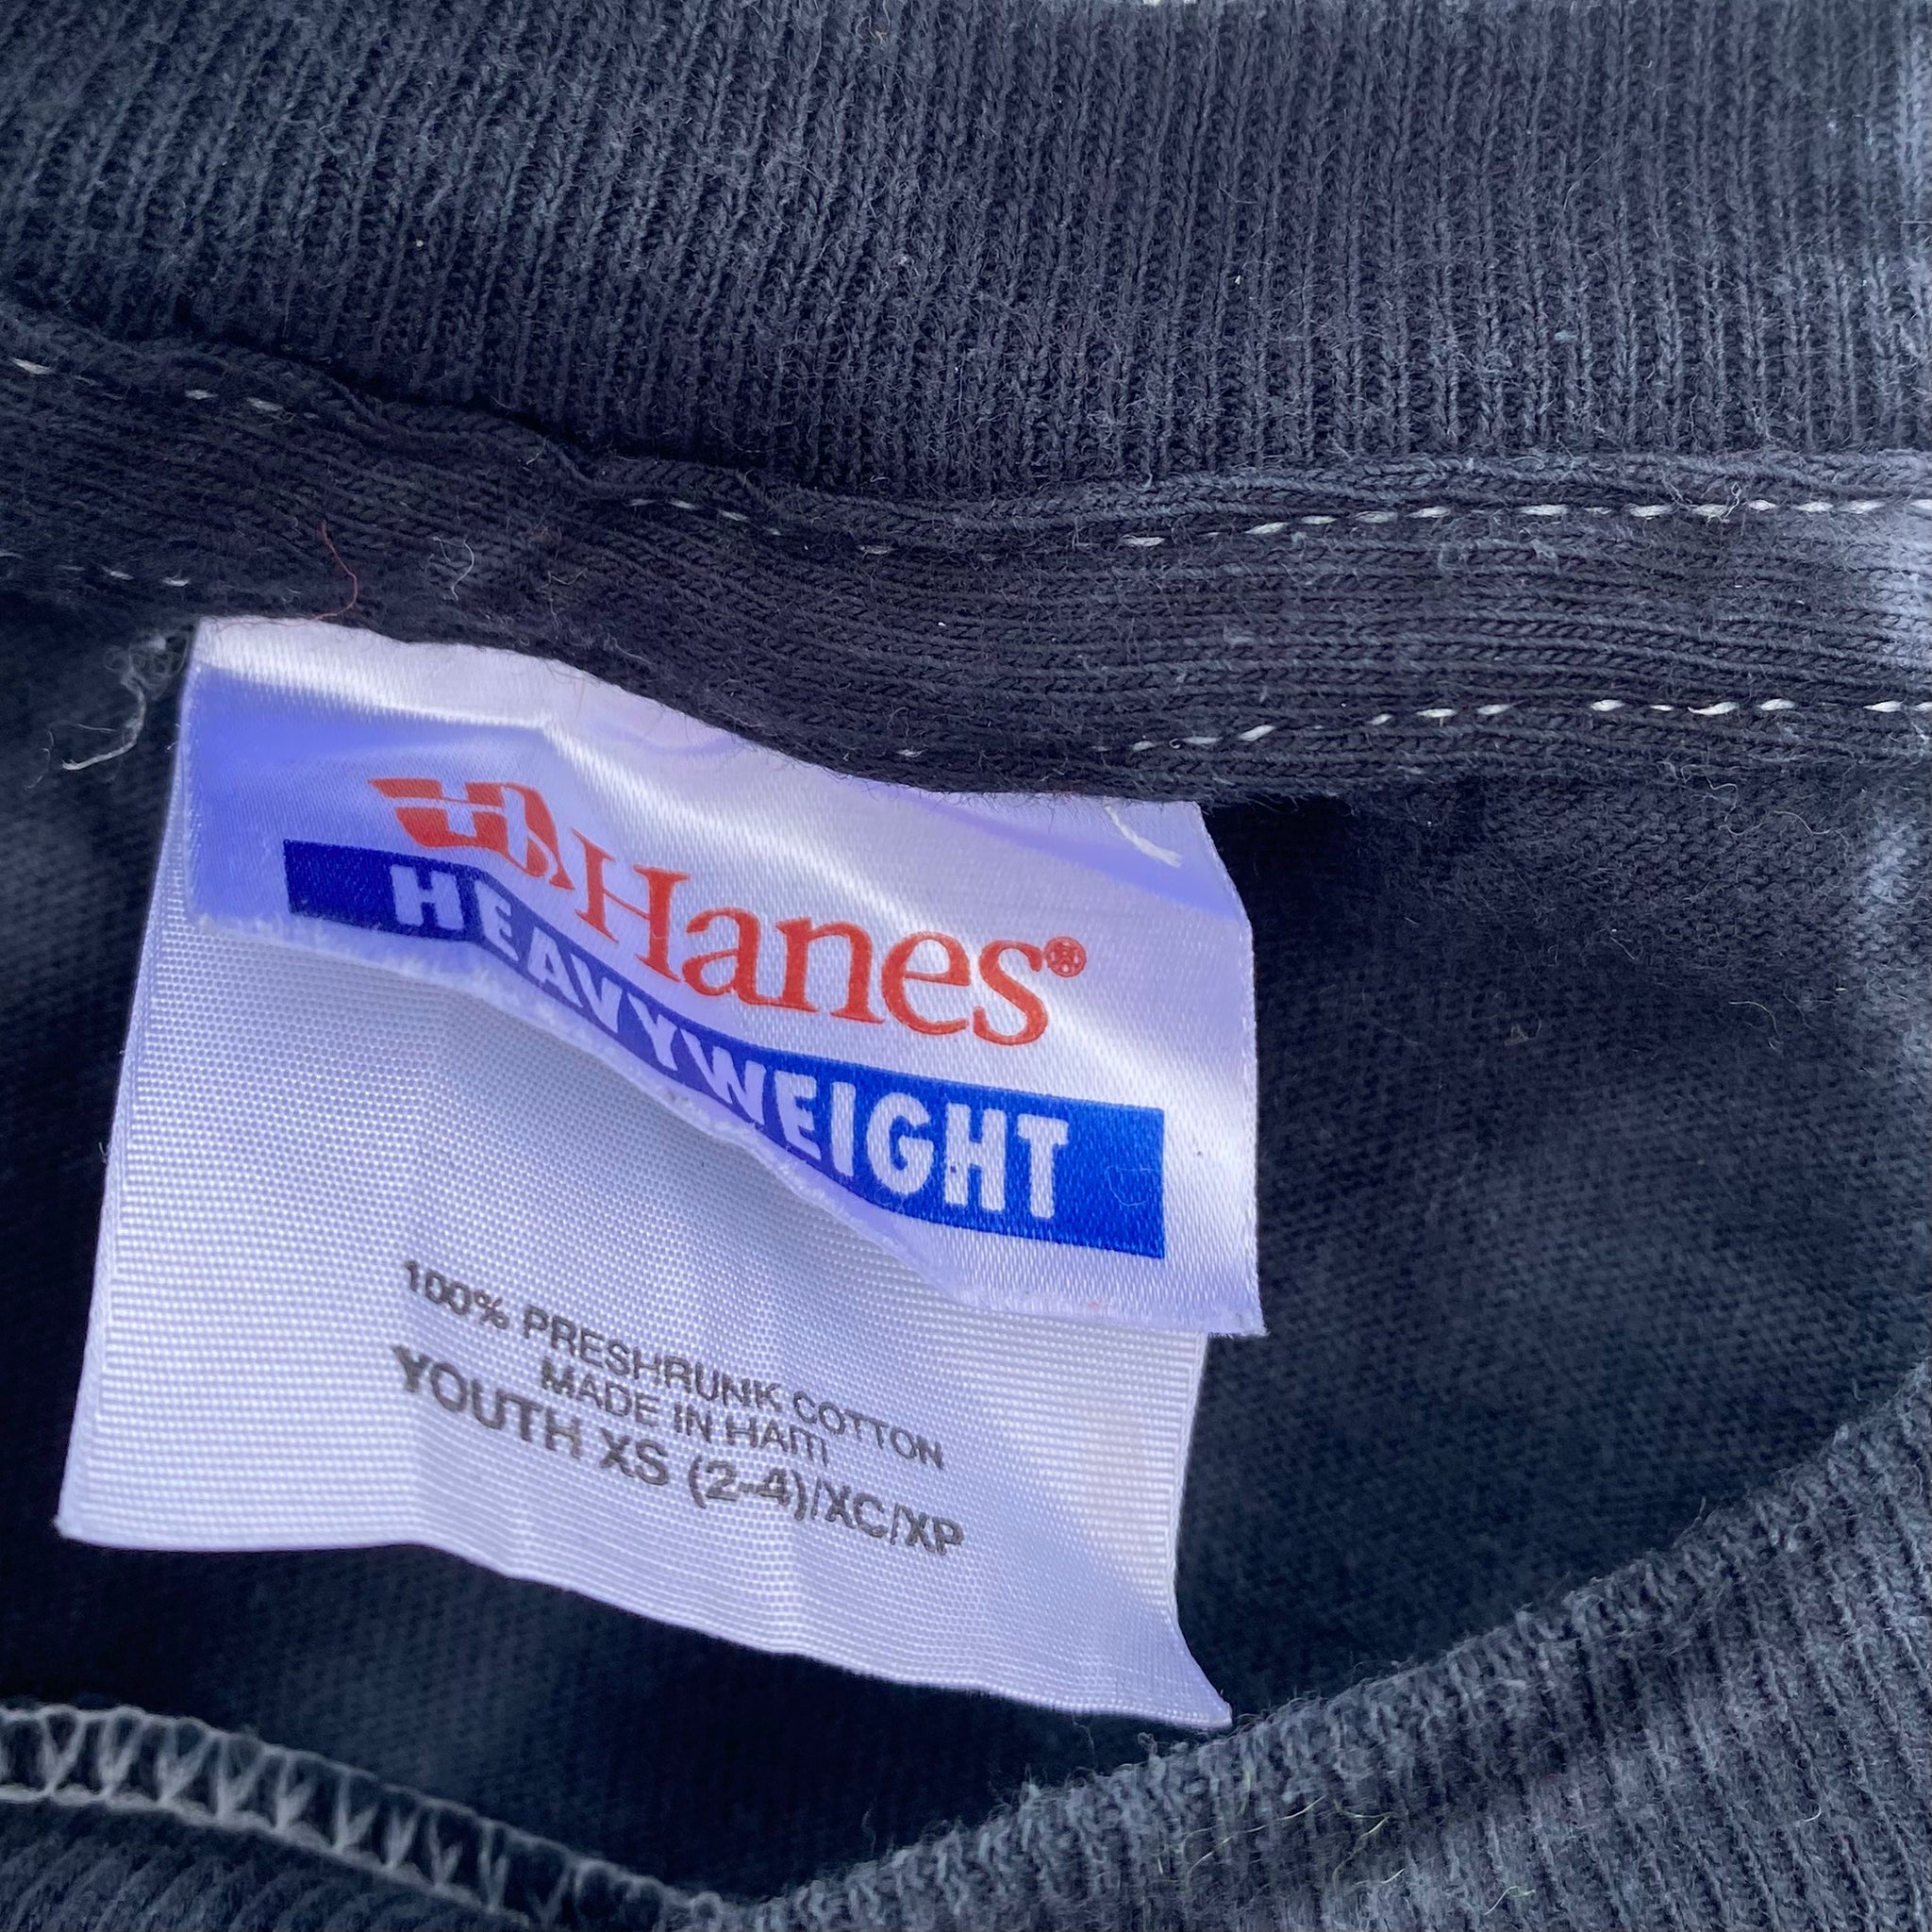 Hanes®
HEAVYWEIGHT
100% PRESHRUNK COTTON
MADE IN HAITI
YOUTH XS (2-4)/XC/XP